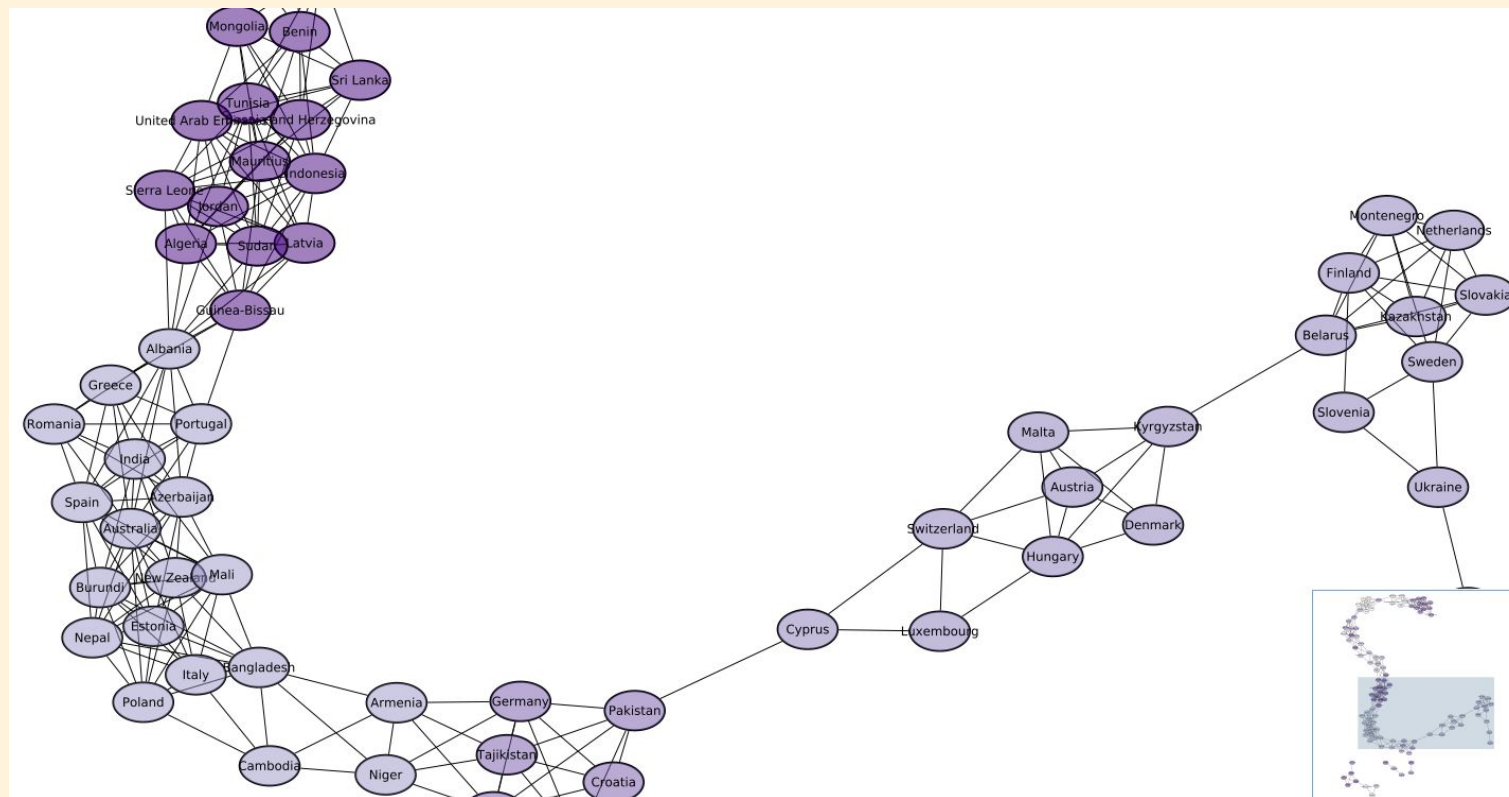 Mongolia
Benin
Sri Lanka
Tunisia
United Arab Emirates
and Herzegovina
Mauritius
Indonesia
Sierra Leone
Jordan
Algeria
Sudan
Latvia
Guinea-Bissau
Albania
Greece
Romania
Portugal
India
Spain
Azerbaijan
Australia
Burundi
New Zealand
Mali
Estonia
Nepal
Italy
Bangladesh
Poland
Cambodia
Armenia
Niger
Germany
Pakistan
Tajikistan
Croatia
Cyprus
Luxembourg
Switzerland
Hungary
Austria
Malta
Denmark
Kyrgyzstan
Montenegro
Netherlands
Finland
Slovakia
Kazakhstan
Belarus
Sweden
Slovenia
Ukraine